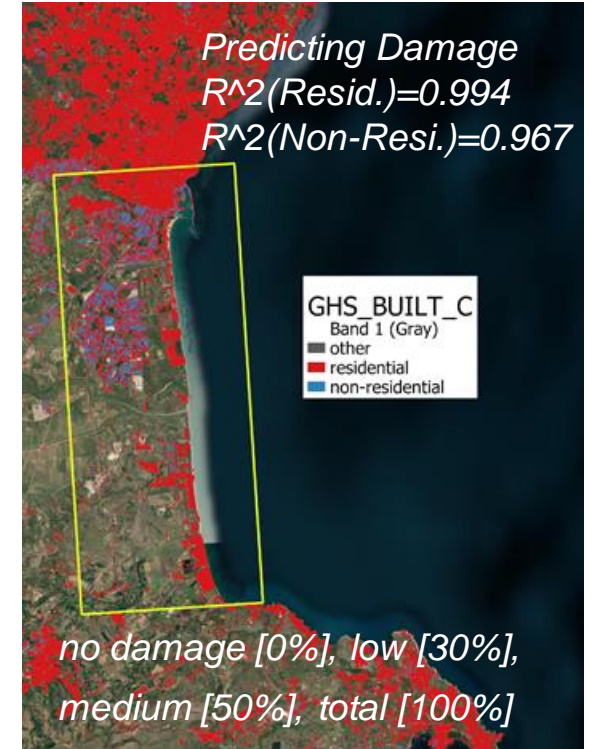 Predicting Damage
R^2(Resid.)=0.994
R^2(Non-Resi.)=0.967
GHS_BUILT_C
Band 1 (Gray)
other
residential
non-residential
no damage [0%], low [30%],
medium [50%], total [100%]